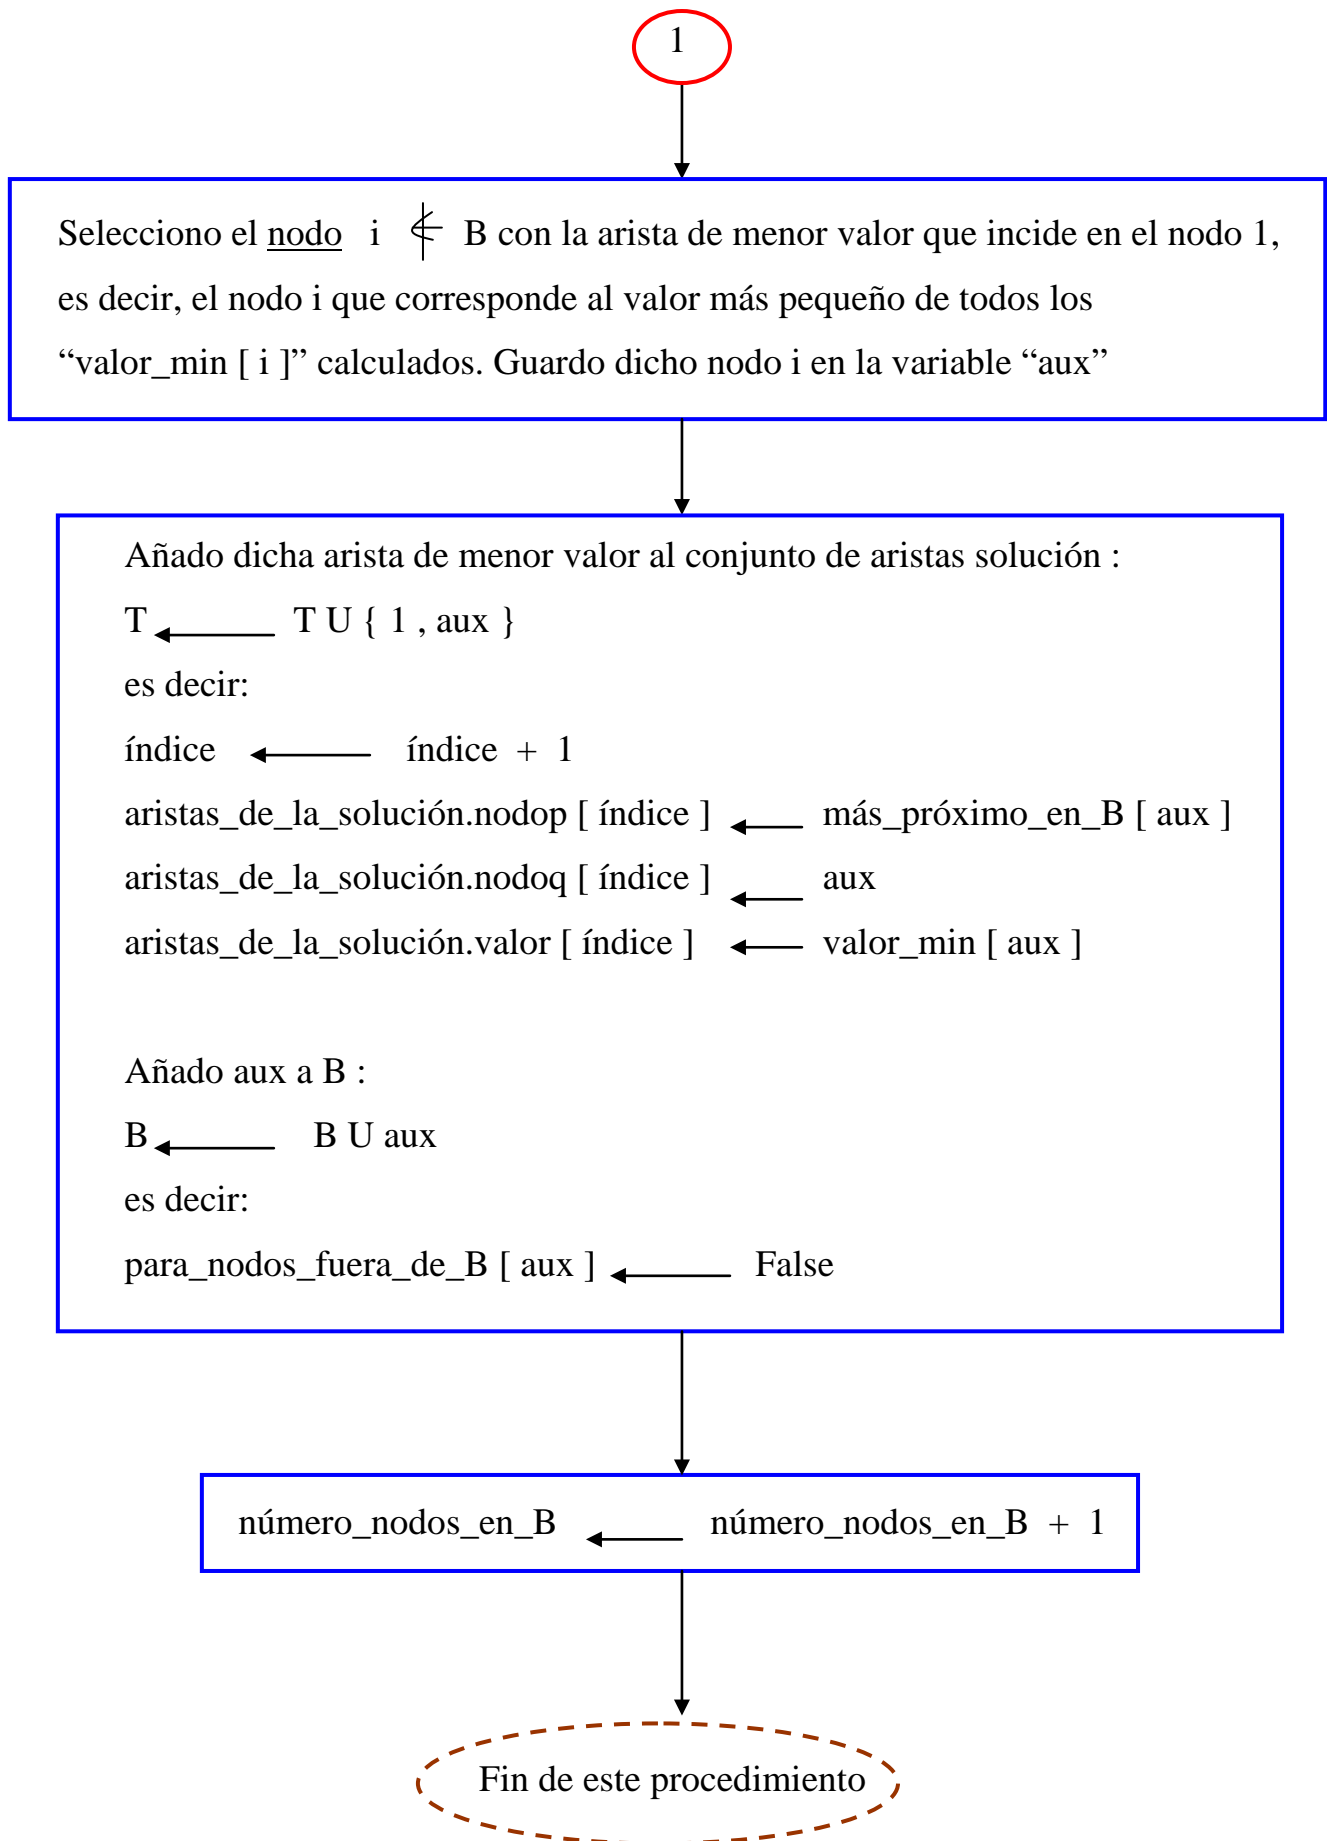 1
Selecciono el nodo i ∉ B con la arista de menor valor que incide en el nodo 1,
es decir, el nodo i que corresponde al valor más pequeño de todos los
“valor_min [ i ]” calculados. Guardo dicho nodo i en la variable “aux”
Añado dicha arista de menor valor al conjunto de aristas solución :
T ← T U { 1 , aux }
es decir:
índice ← índice + 1
aristas_de_la_solución.nodop [ índice ] ← más_próximo_en_B [ aux ]
aristas_de_la_solución.nodoq [ índice ] ← aux
aristas_de_la_solución.valor [ índice ] ← valor_min [ aux ]
Añado aux a B :
B ← B U aux
es decir:
para_nodos_fuera_de_B [ aux ] ← False
número_nodos_en_B ← número_nodos_en_B + 1
Fin de este procedimiento